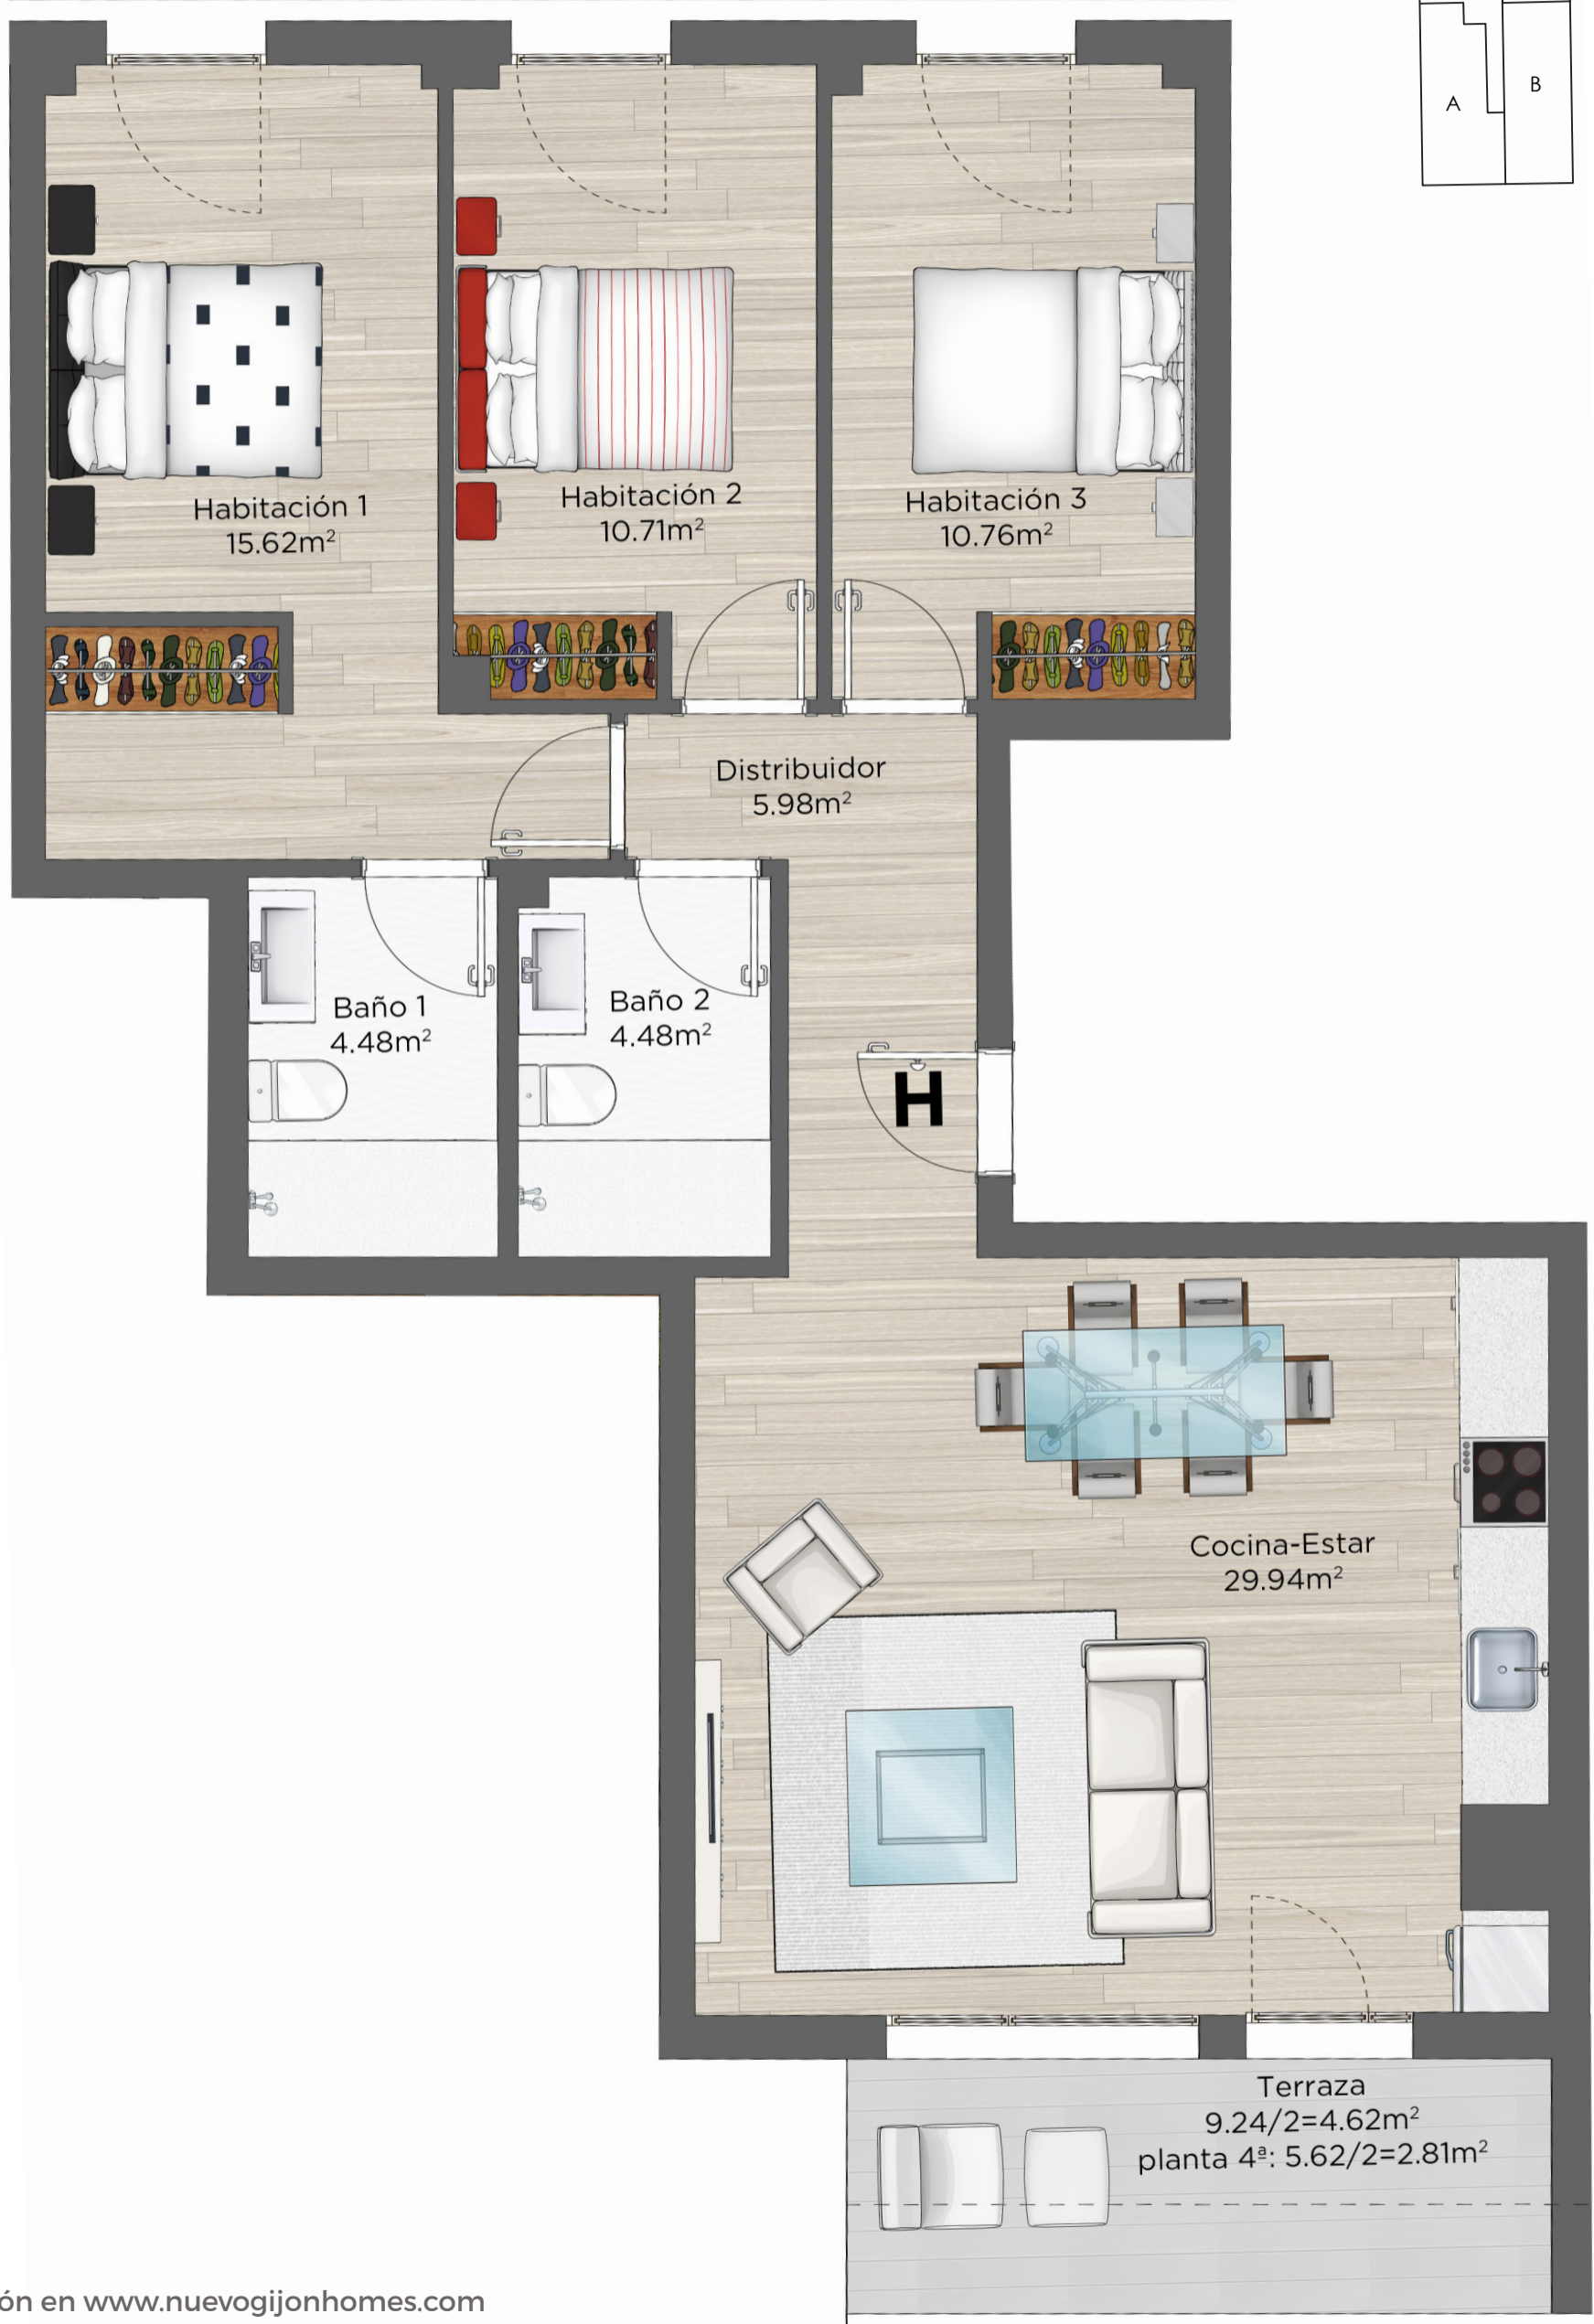 A
B
Habitación 1
15.62m²
Habitación 2
10.71m²
Habitación 3
10.76m²
Distribuidor
5.98m²
Baño 1
4.48m²
Baño 2
4.48m²
H
Cocina-Estar
29.94m²
Terraza
9.24/2=4.62m²
planta 4ª: 5.62/2=2.81m²
ón en www.nuevogijonhomes.com